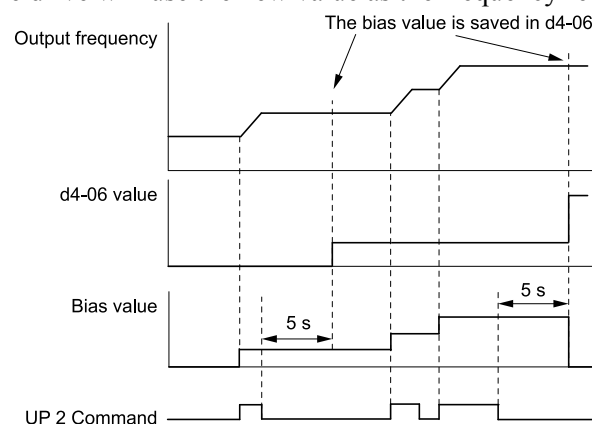 The bias value is saved in d4-06
Output frequency
d4-06 value
Bias value
5 s
5 s
UP 2 Command